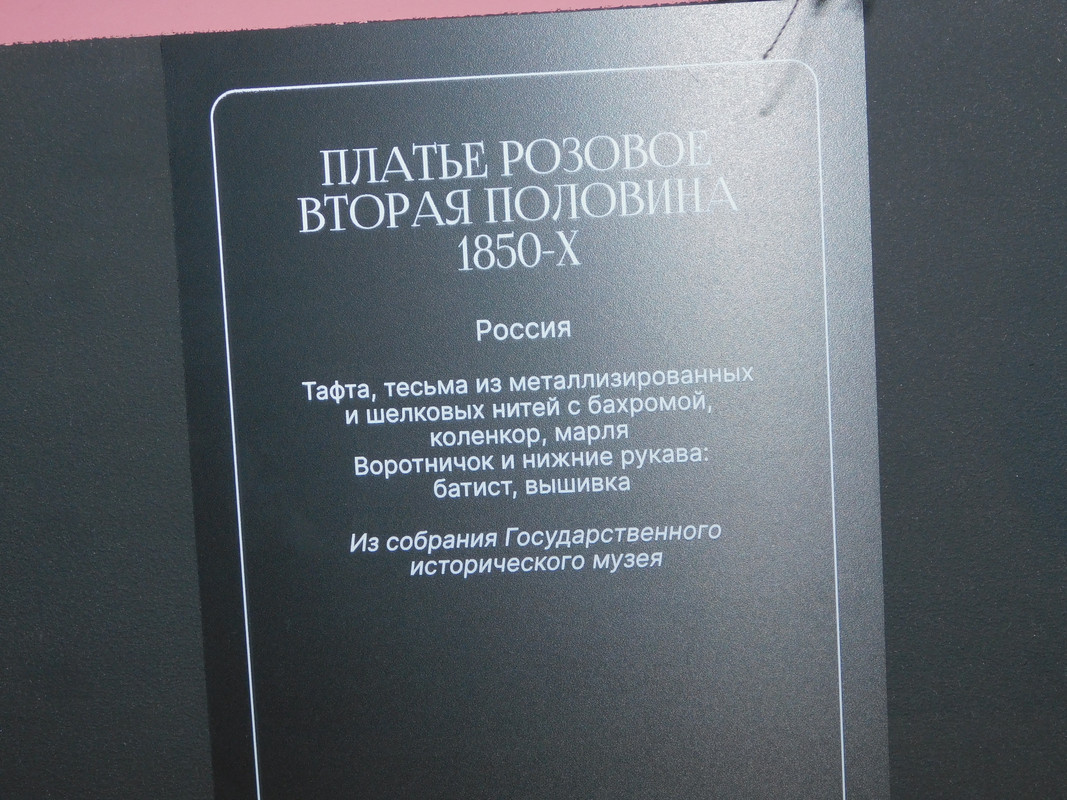 ПЛАТЬЕ РОЗОВОЕ
ВТОРАЯ ПОЛОВИНА
1850-Х
Россия
Тафта, тесьма из металлизированных
и шелковых нитей с бахромой,
коленкор, марля
Воротничок и нижние рукава:
батист, вышивка
Из собрания Государственного
исторического музея